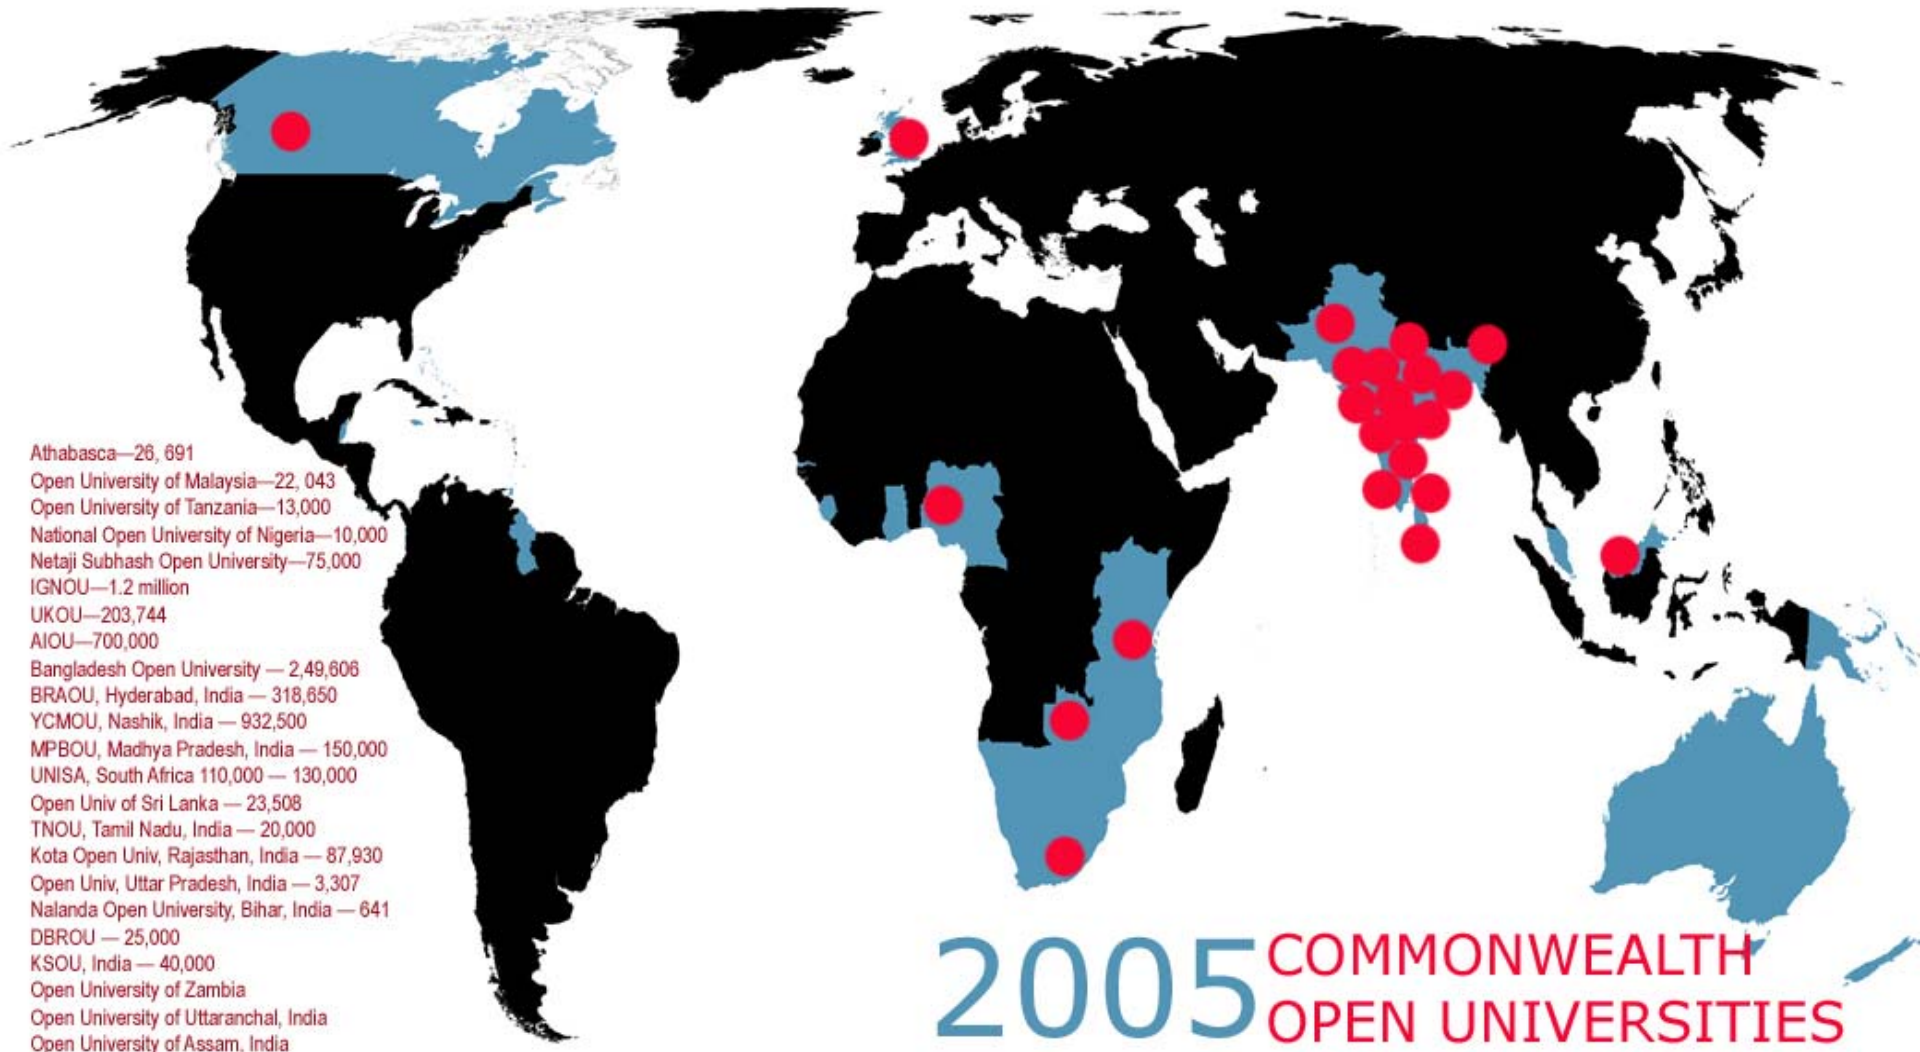 Athabasca—26, 691
Open University of Malaysia—22, 043
Open University of Tanzania—13,000
National Open University of Nigeria—10,000
Netaji Subhash Open University—75,000
IGNOU—1.2 million
UKOU—203,744
AIOU—700,000
Bangladesh Open University — 2,49,606
BRAOU, Hyderabad, India — 318,650
YCMOU, Nashik, India — 932,500
MPBOU, Madhya Pradesh, India — 150,000
UNISA, South Africa 110,000 — 130,000
Open Univ of Sri Lanka — 23,508
TNOU, Tamil Nadu, India — 20,000
Kota Open Univ, Rajasthan, India — 87,930
Open Univ, Uttar Pradesh, India — 3,307
Nalanda Open University, Bihar, India — 641
DBROU — 25,000
KSOU, India — 40,000
Open University of Zambia
Open University of Uttaranchal, India
Open University of Assam, India
2005 COMMONWEALTH
OPEN UNIVERSITIES